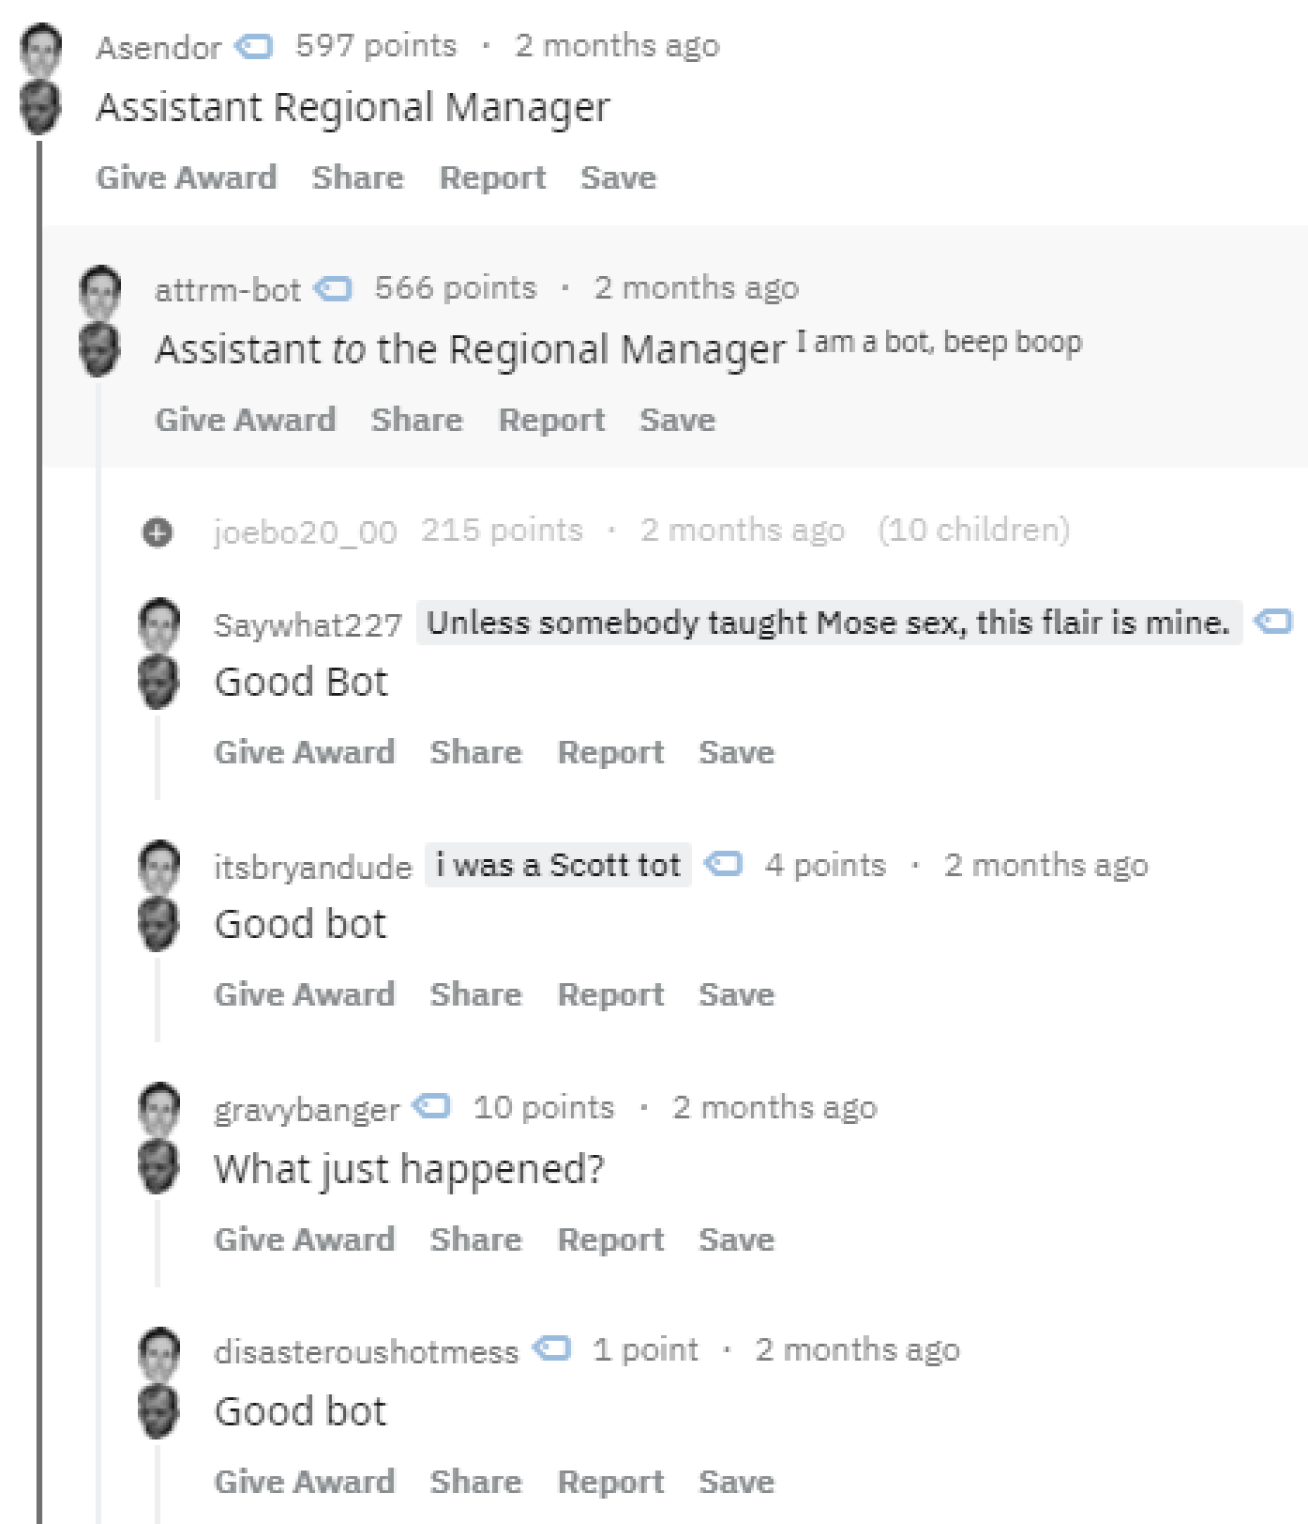 Asendor 597 points · 2 months ago
Assistant Regional Manager
Give Award Share Report Save
attrm-bot 566 points · 2 months ago
Assistant to the Regional Manager I am a bot, beep boop
Give Award Share Report Save
joebo20_00 215 points · 2 months ago (10 children)
Saywhat227 Unless somebody taught Mose sex, this flair is mine.
Good Bot
Give Award Share Report Save
itsbryandude i was a Scott tot 4 points · 2 months ago
Good bot
Give Award Share Report Save
gravybanger 10 points · 2 months ago
What just happened?
Give Award Share Report Save
disasteroushotmess 1 point · 2 months ago
Good bot
Give Award Share Report Save